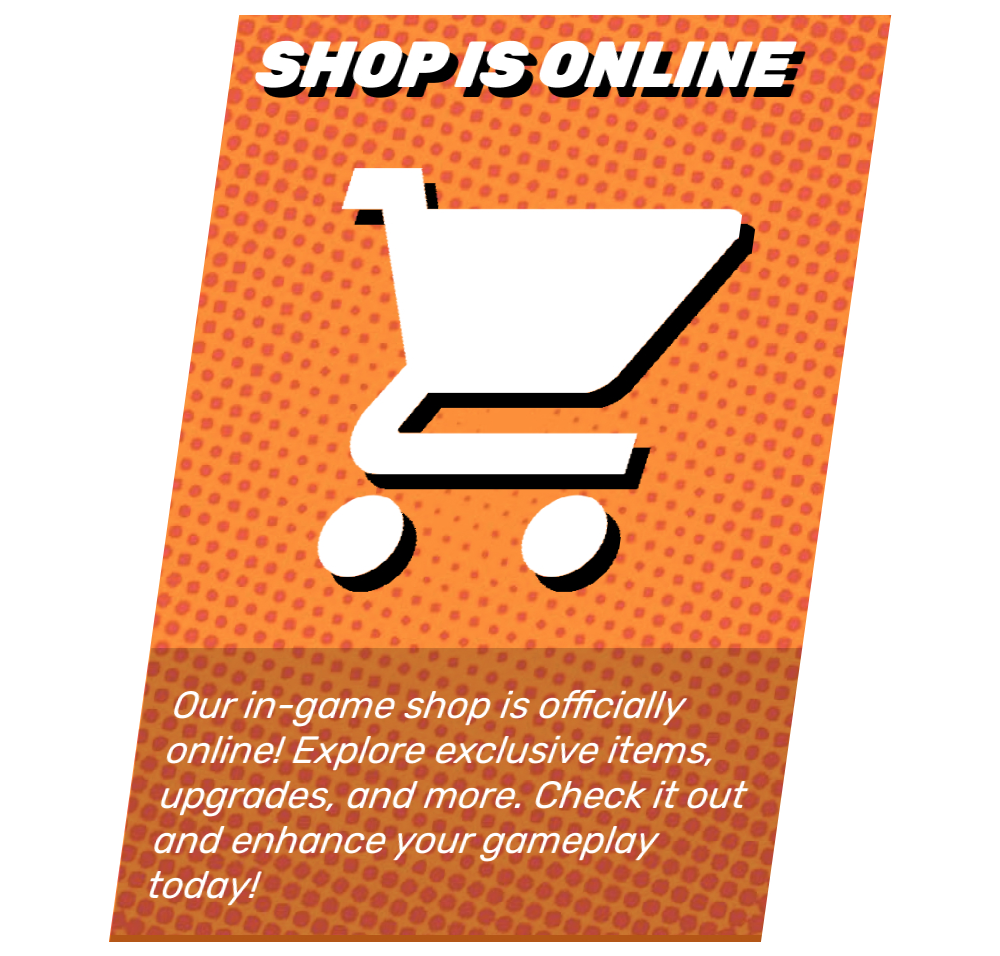 SHOP IS ONLINE
Our in-game shop is officially
online! Explore exclusive items,
upgrades, and more. Check it out
and enhance your gameplay
today!